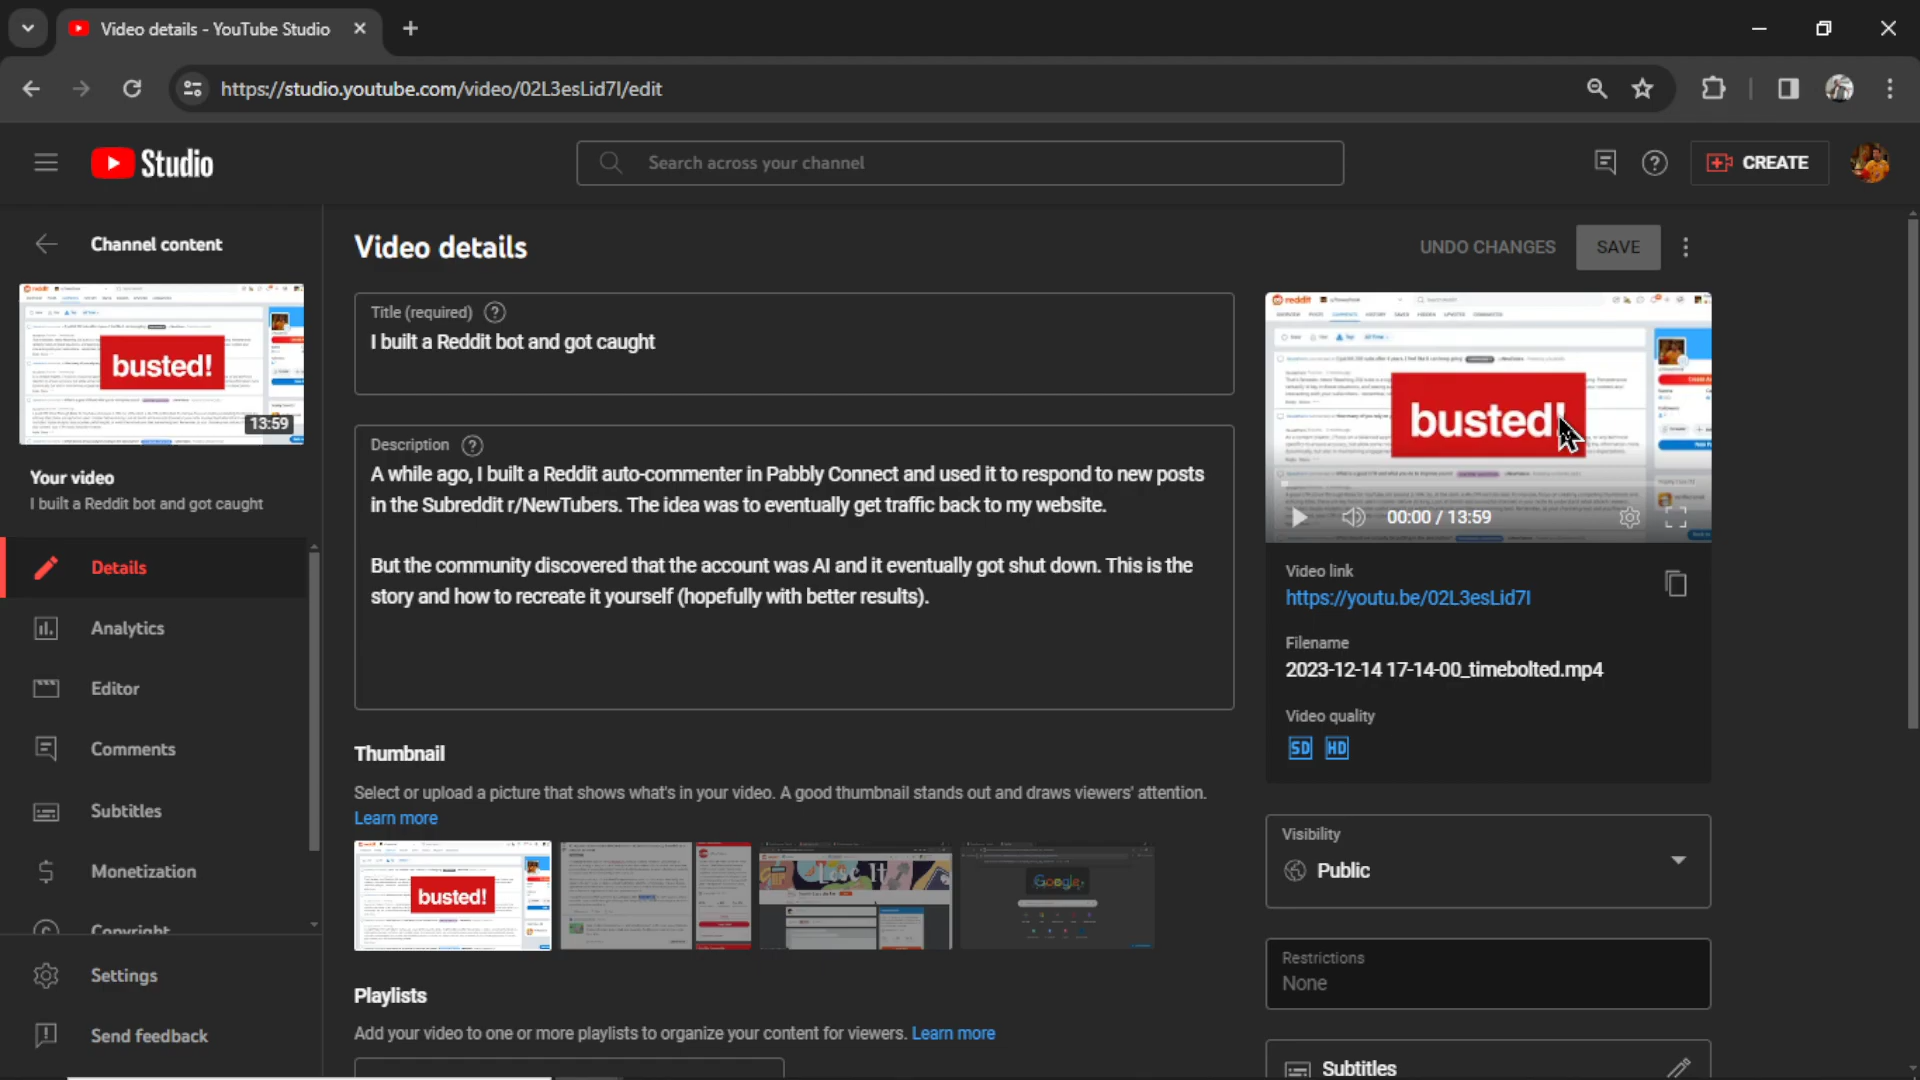 Video details - YouTube Studio
https://studio.youtube.com/video/02L3esLid7I/edit
Studio
Search across your channel
CREATE
Channel content
Video details
UNDO CHANGES
SAVE
reddit
busted!
13:59
Your video
I built a Reddit bot and got caught
Details
Analytics
Editor
Comments
Subtitles
Monetization
Copyright
Settings
Send feedback
Title (required)
I built a Reddit bot and got caught
Description
A while ago, I built a Reddit auto-commenter in Pabbly Connect and used it to respond to new posts
in the Subreddit r/NewTubers. The idea was to eventually get traffic back to my website.
But the community discovered that the account was AI and it eventually got shut down. This is the
story and how to recreate it yourself (hopefully with better results).
Thumbnail
Select or upload a picture that shows what's in your video. A good thumbnail stands out and draws viewers' attention.
Learn more
busted!
Lose It
Google
Playlists
Add your video to one or more playlists to organize your content for viewers. Learn more
reddit
busted!
00:00 / 13:59
Video link
https://youtu.be/02L3esLid7I
Filename
2023-12-14 17-14-00_timebolted.mp4
Video quality
SD HD
Visibility
Public
Restrictions
None
Subtitles